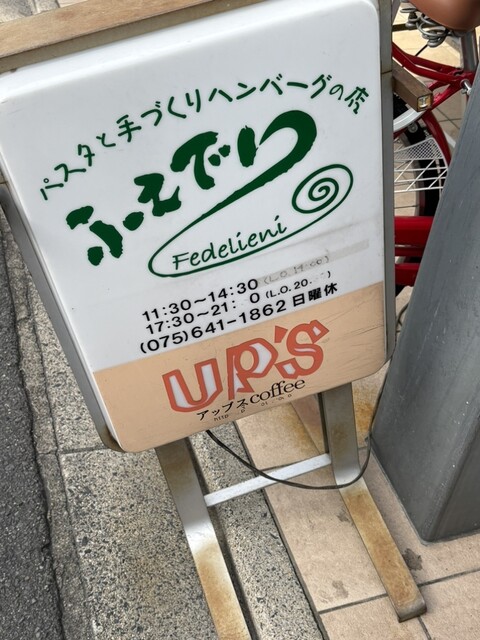 パスタと手づくりハンバーグの店
ふぇでり
Fedelieni
11:30〜14:30
17:30〜21: 0 (L.O. 20.
(075)641-1862 日曜休
UP'S
アップスcoffee